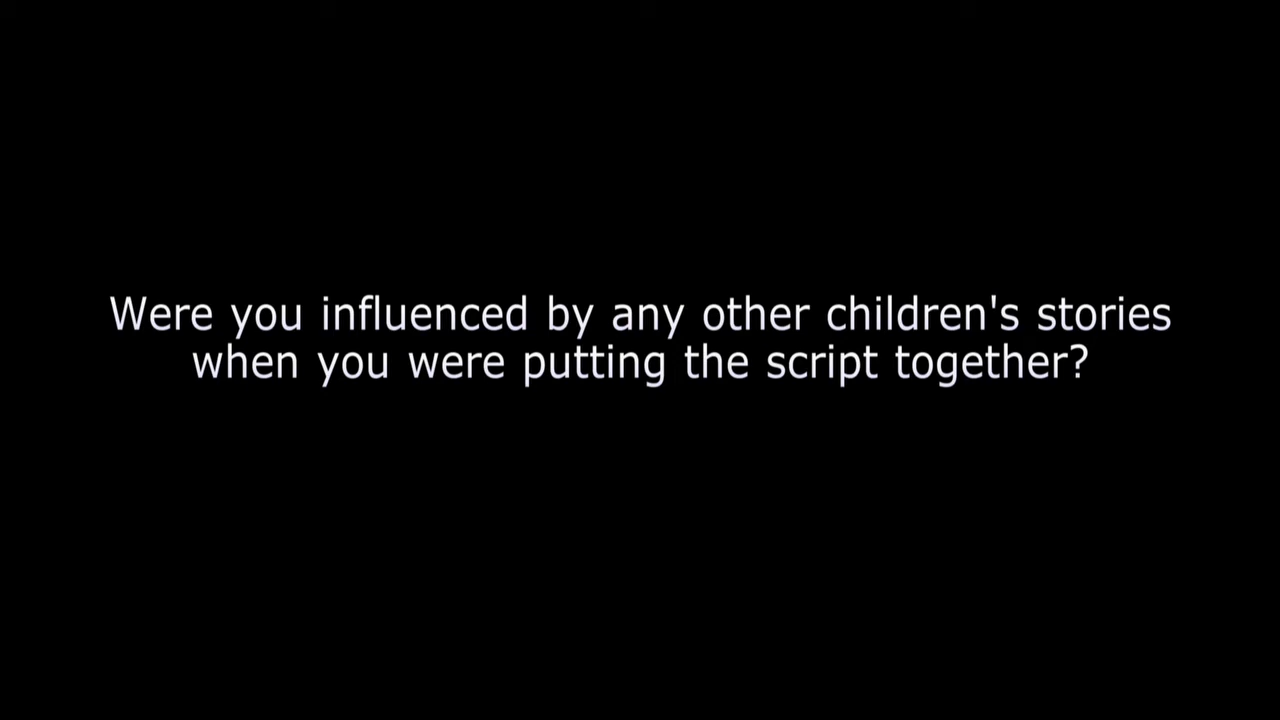 Were you influenced by any other children's stories
when you were putting the script together?